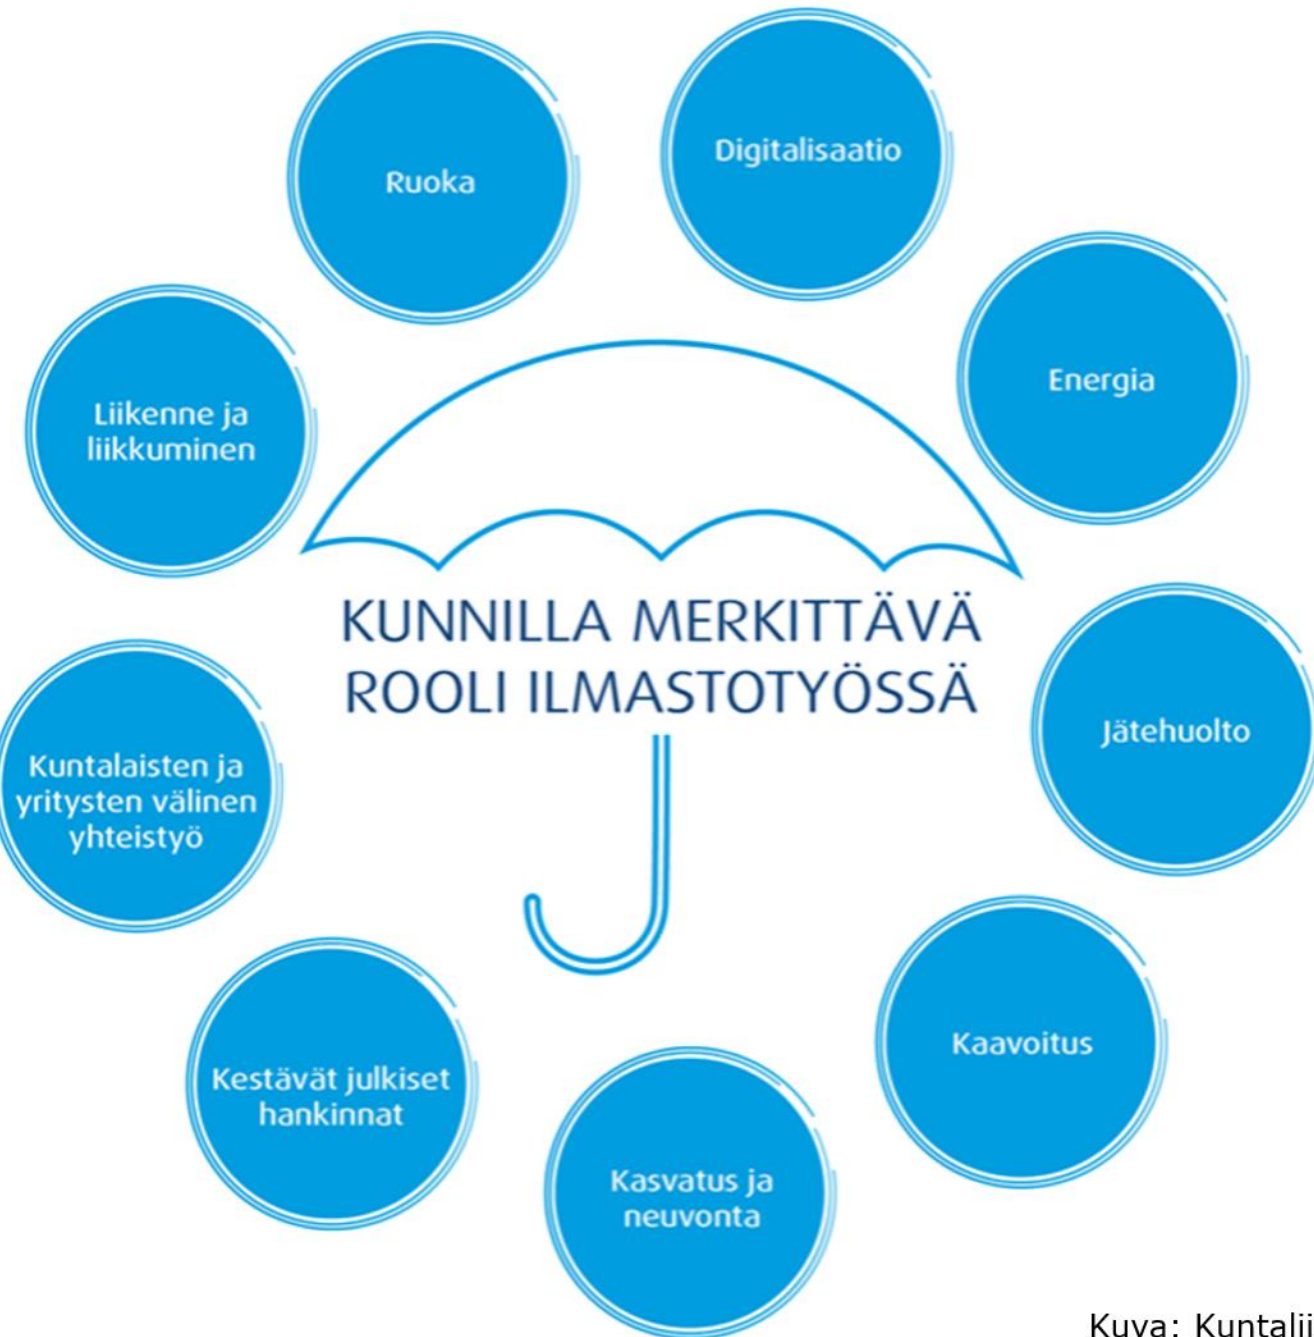 Digitalisaatio
Ruoka
Energia
Liikenne ja
liikkuminen
KUNNILLA MERKITTÄVÄ
ROOLI ILMASTOTYÖSSÄ
Jätehuolto
Kuntalaisten ja
yritysten välinen
yhteistyö
Kaavoitus
Kestävät julkiset
hankinnat
Kasvatus ja
neuvonta
Kuva: